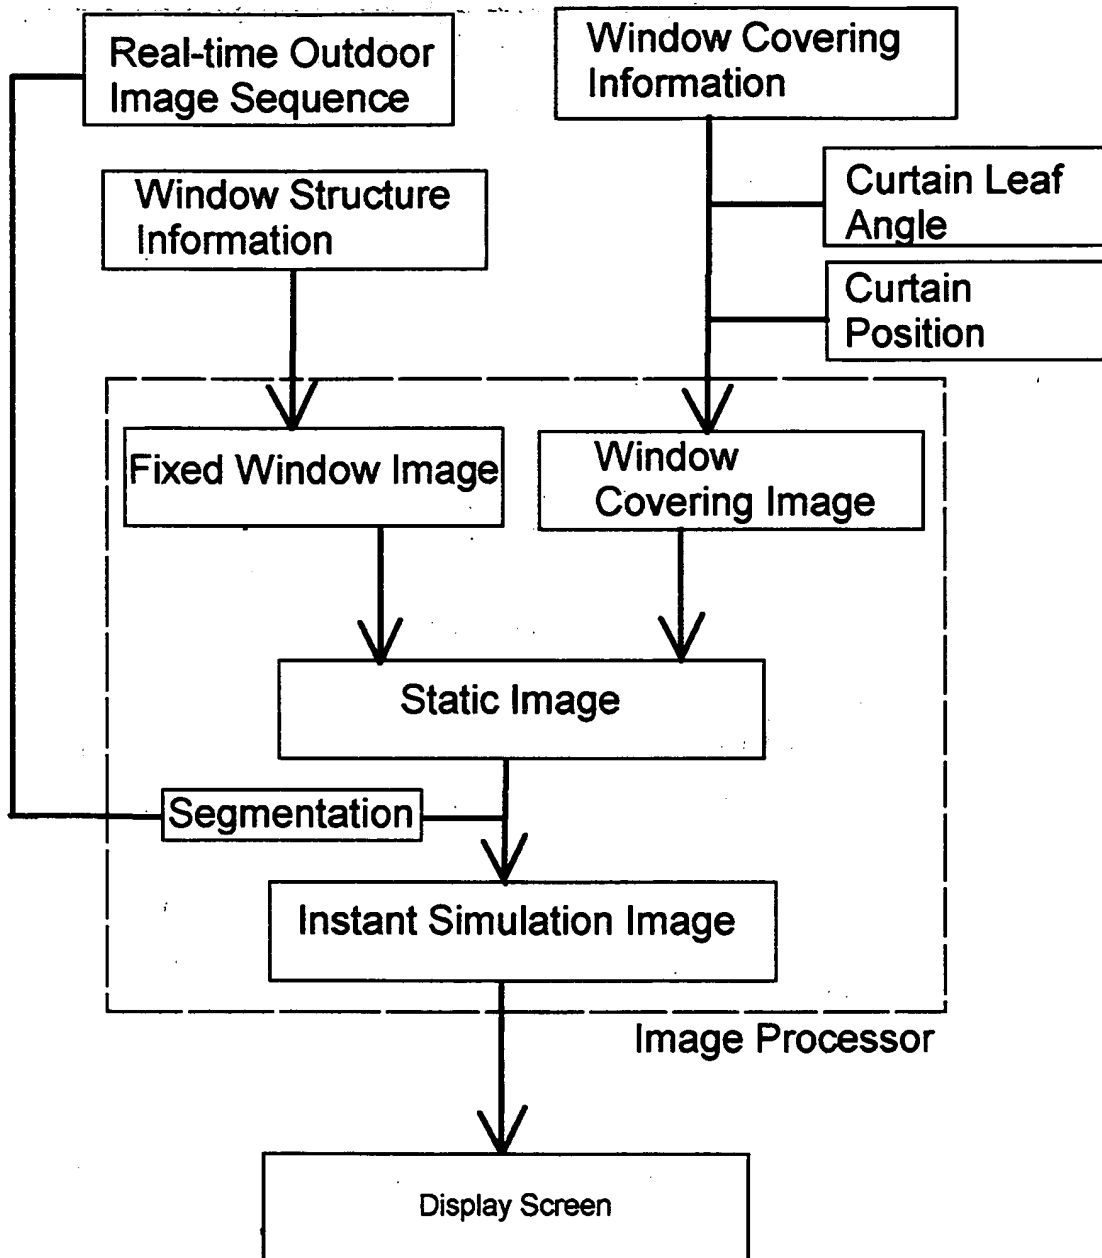 Real-time Outdoor
Image Sequence
Window Covering
Information
Window Structure
Information
Curtain Leaf
Angle
Curtain
Position
Fixed Window Image
Window
Covering Image
Static Image
Segmentation
Instant Simulation Image
Image Processor
Display Screen